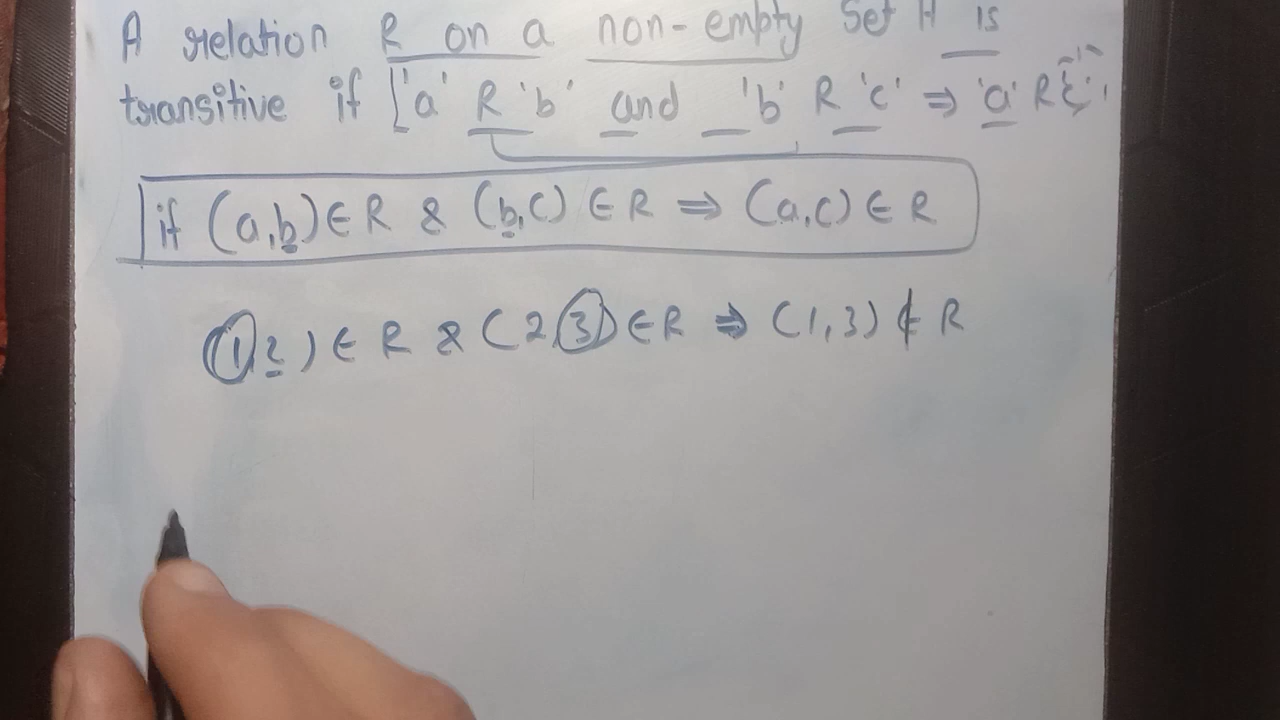 A relation R on a non-empty Set A is
transitive if ['a' R 'b' and 'b' R 'c' ⇒ 'a' R 'c'
if (a,b) ∈ R & (b,c) ∈ R ⇒ (a,c) ∈ R
(1,2) ∈ R & (2 3) ∈ R ⇒ (1,3) ∉ R